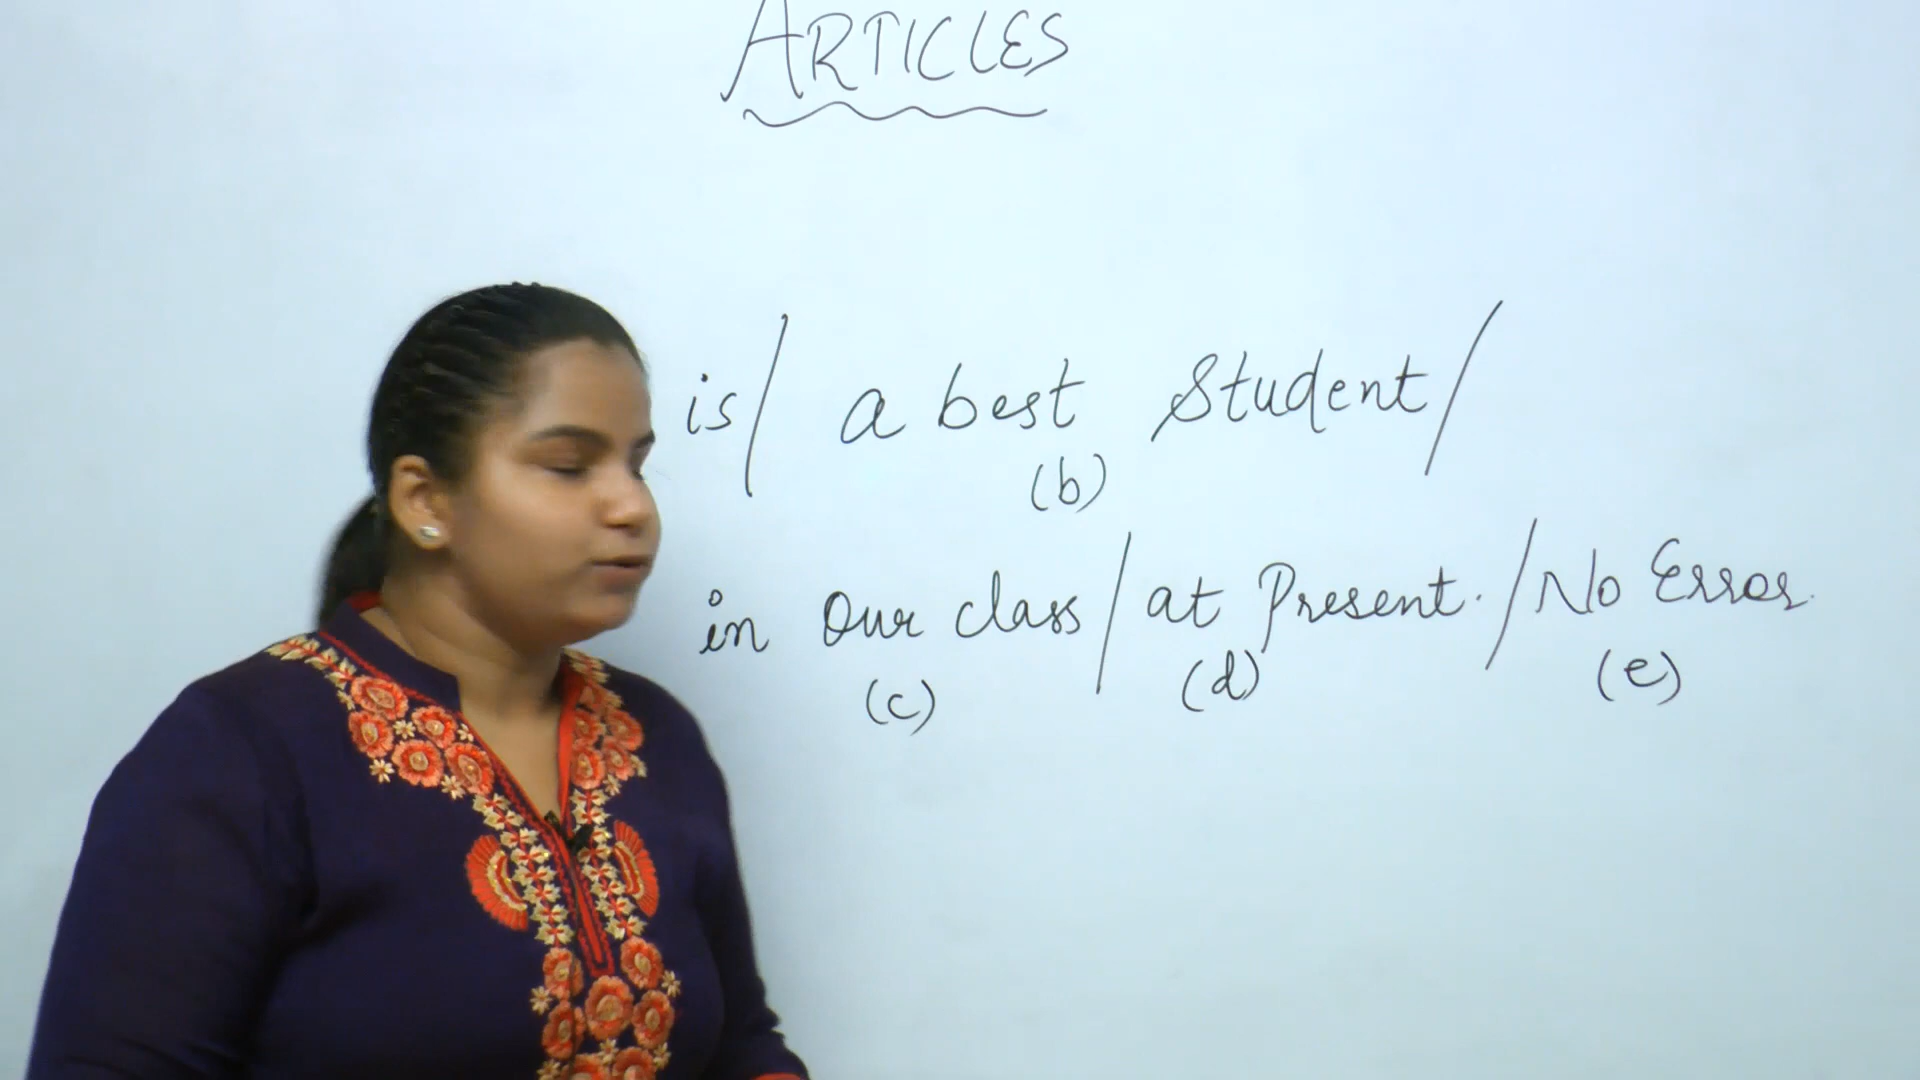 ARTICLES
is/ a best Student/
(b)
in Our class/at Present./No Error.
(c) (d) (e)